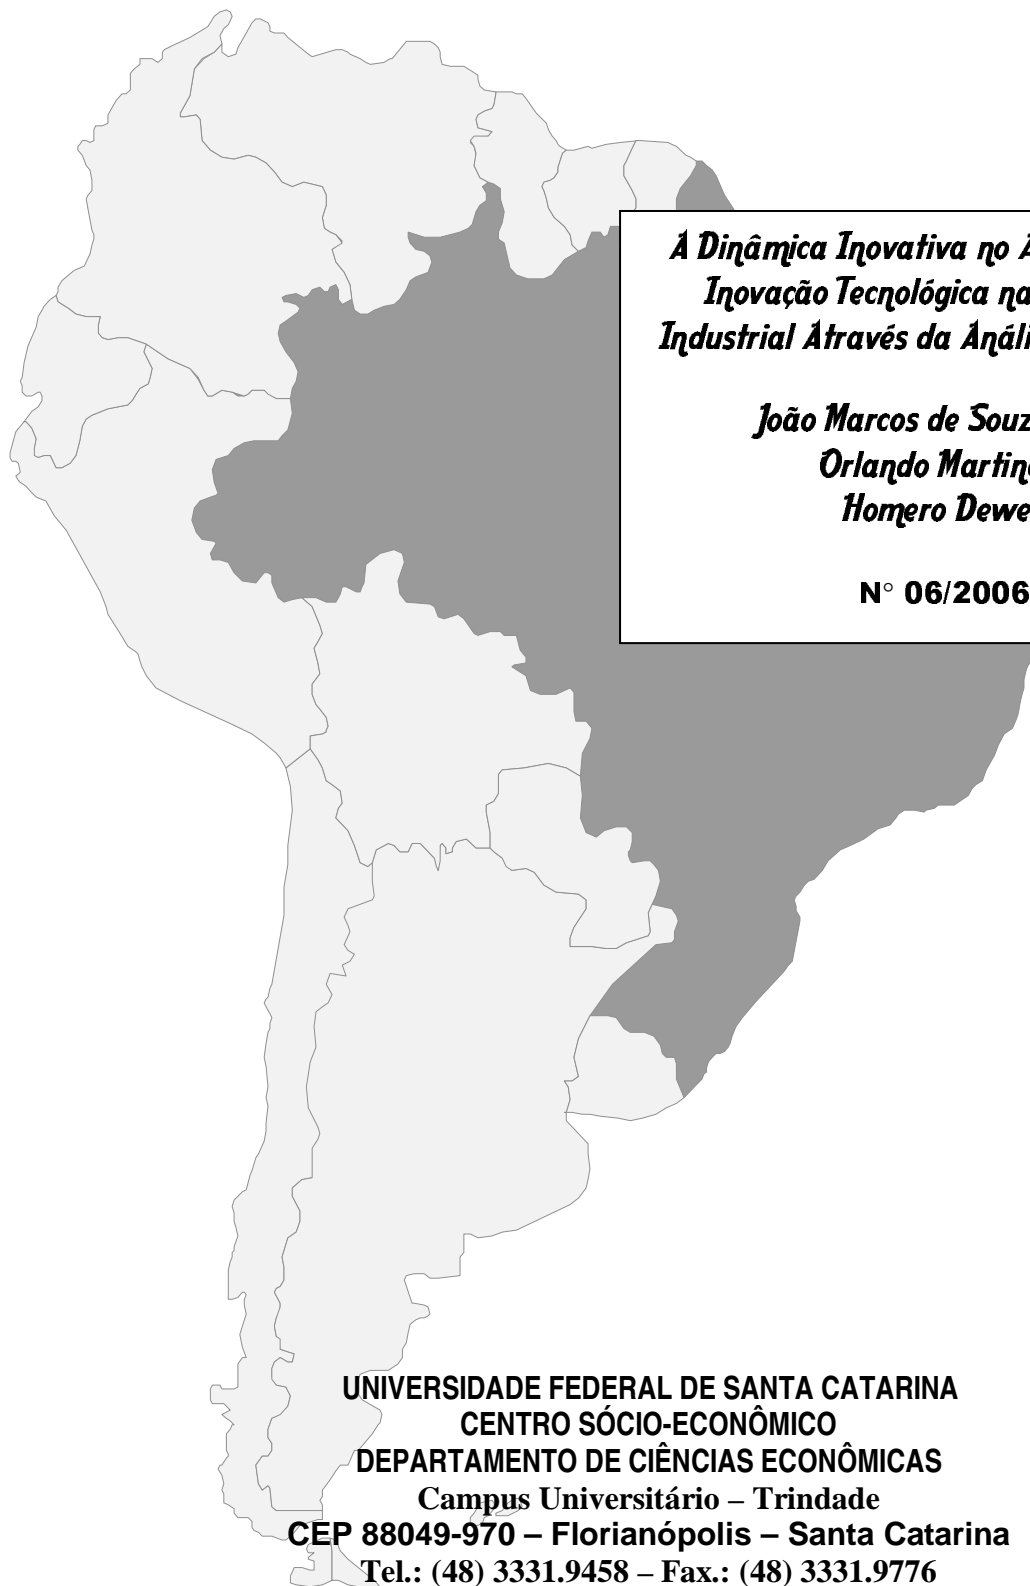 A Dinâmica Inovativa no A
Inovação Tecnológica na
Industrial Através da Análi
João Marcos de Souz
Orlando Martin
Homero Dewe
N° 06/2006
UNIVERSIDADE FEDERAL DE SANTA CATARINA
CENTRO SÓCIO-ECONÔMICO
DEPARTAMENTO DE CIÊNCIAS ECONÔMICAS
Campus Universitário – Trindade
CEP 88049-970 – Florianópolis – Santa Catarina
Tel.: (48) 3331.9458 – Fax.: (48) 3331.9776